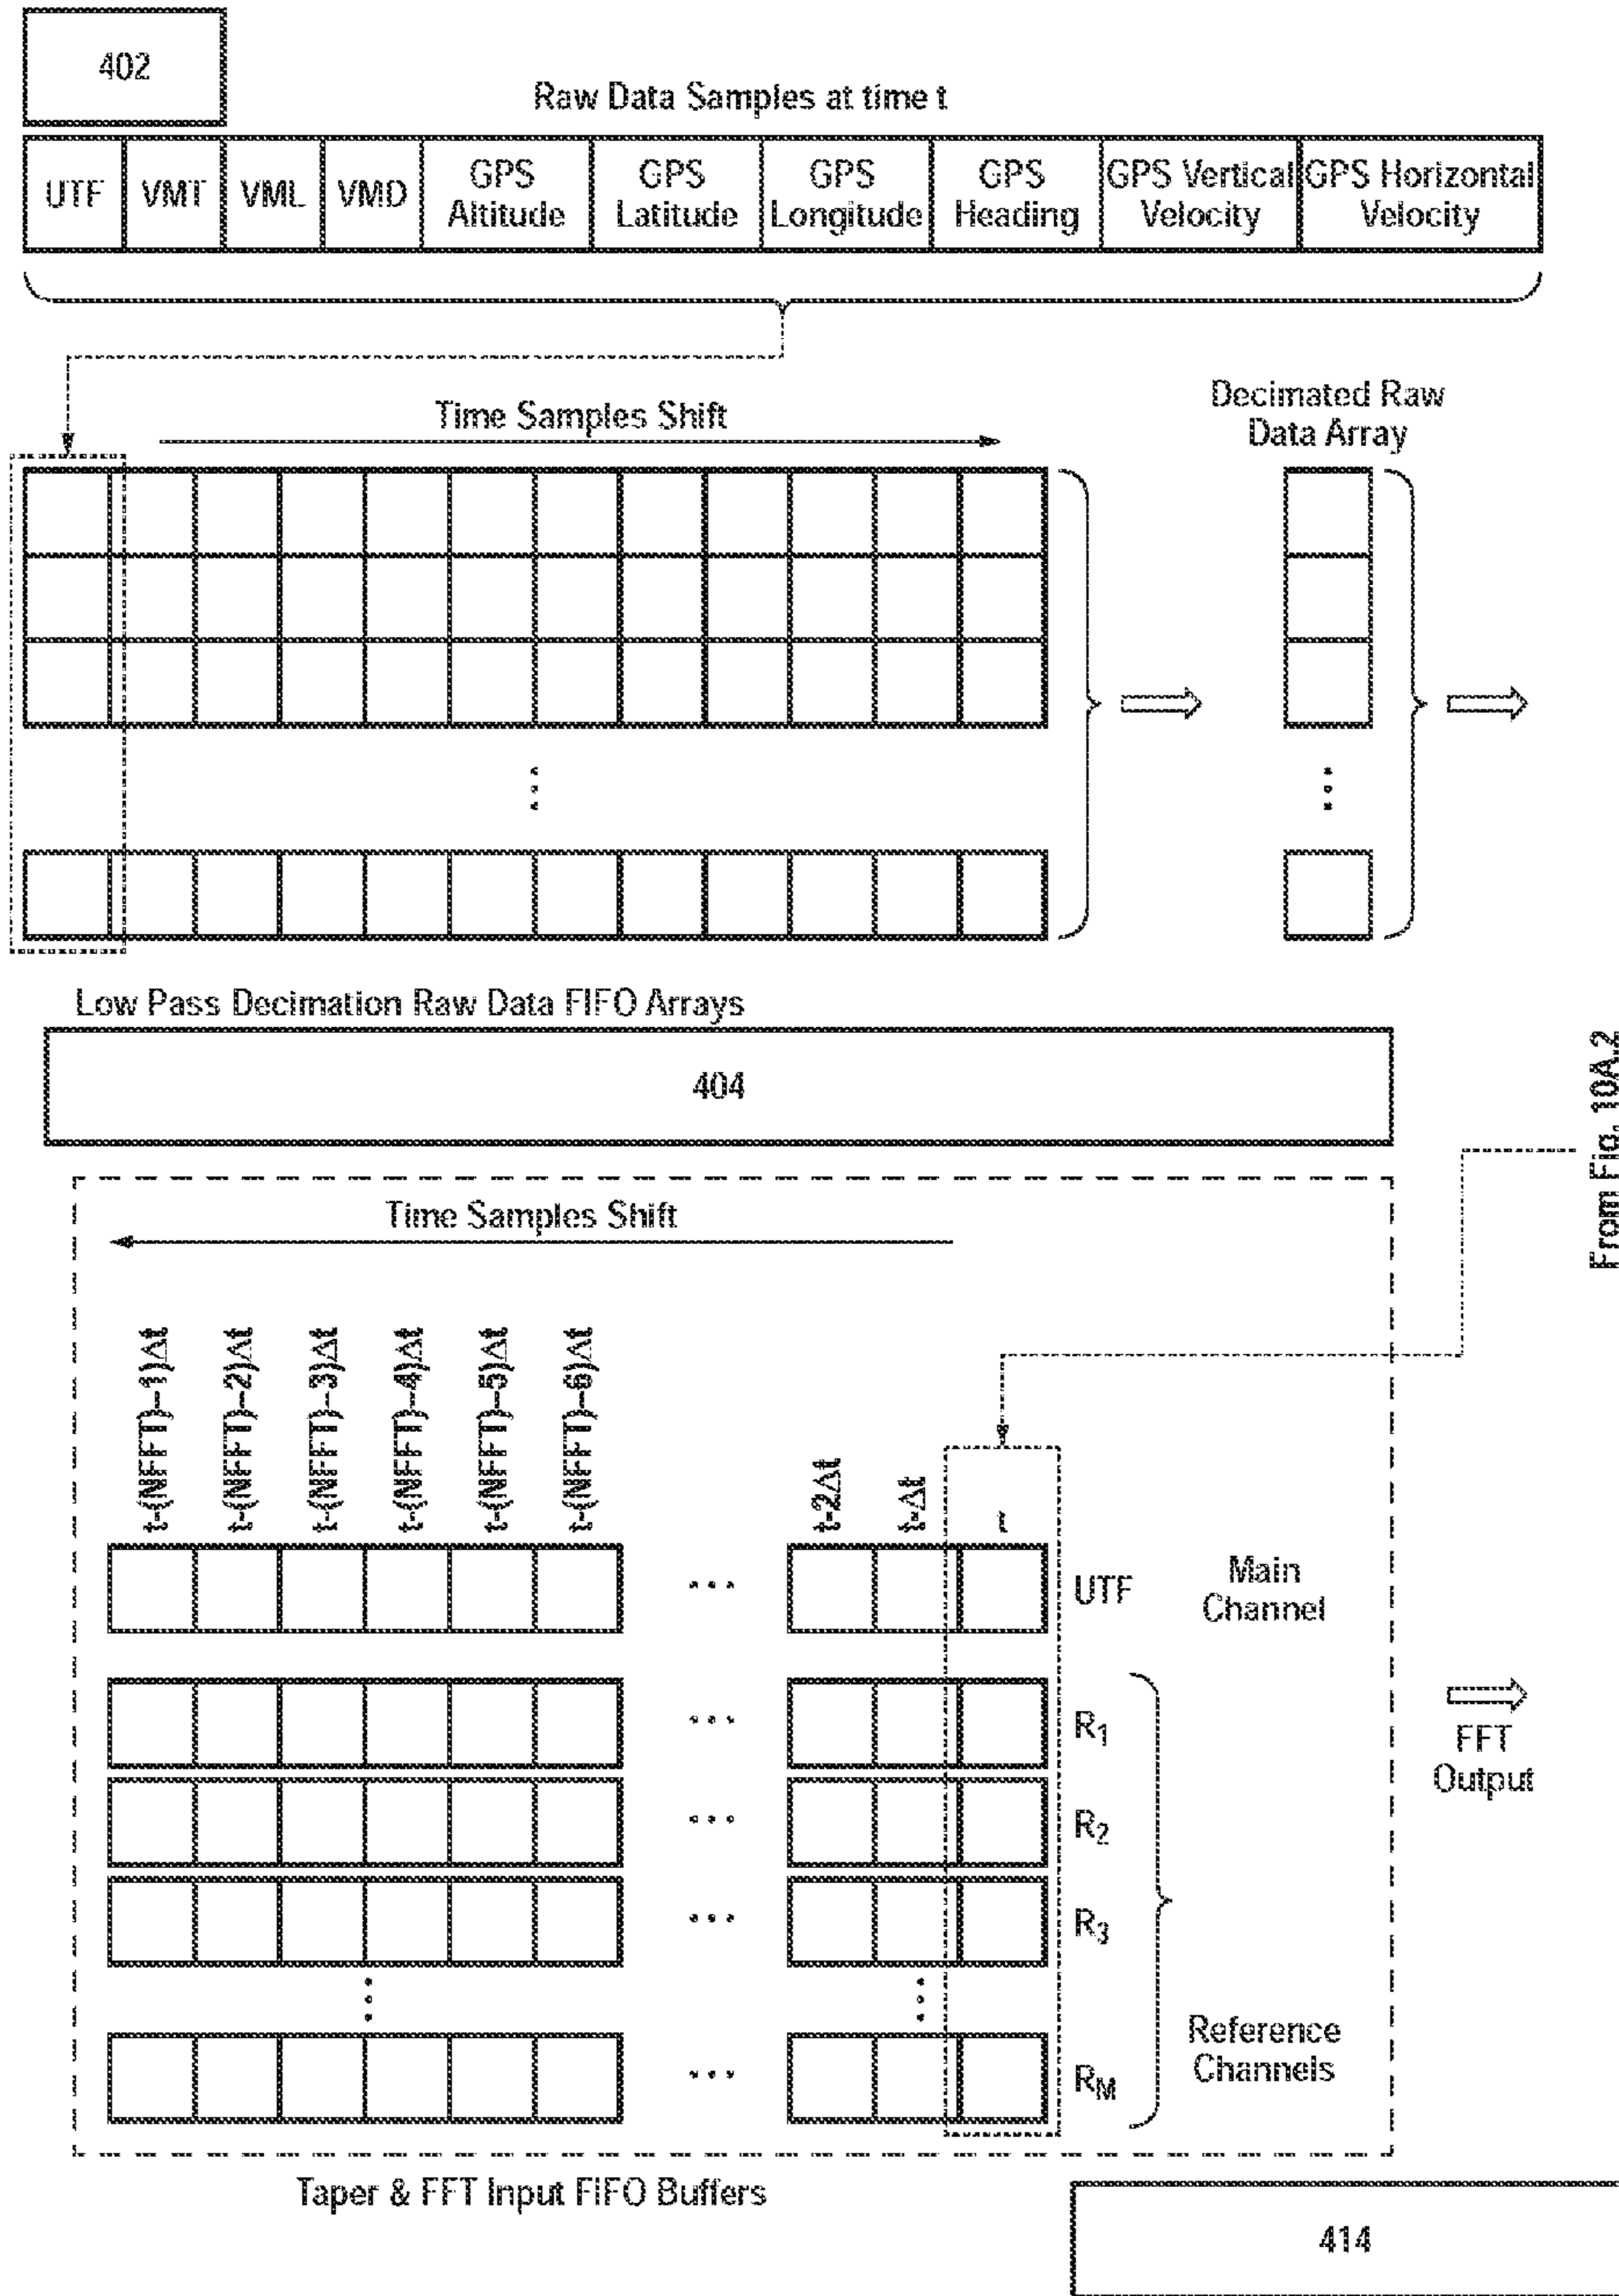 402
Raw Data Samples at time t
UTF VMT VML VMD GPS Altitude GPS Latitude GPS Longitude GPS Heading GPS Vertical Velocity GPS Horizontal Velocity
Time Samples Shift
Decimated Raw
Data Array
⋮ ⋮
Low Pass Decimation Raw Data FIFO Arrays
404
From Fig. 10A.2
Time Samples Shift
t-(NFFT)-1)Δt
t-(NFFT)-2)Δt
t-(NFFT)-3)Δt
t-(NFFT)-4)Δt
t-(NFFT)-5)Δt
t-(NFFT)-6)Δt
t-2Δt
t-Δt
... UTF
Main
Channel
... R1
... R2
... R3
⋮ ⋮
... RM
Reference
Channels
FFT
Output
Taper & FFT Input FIFO Buffers
414